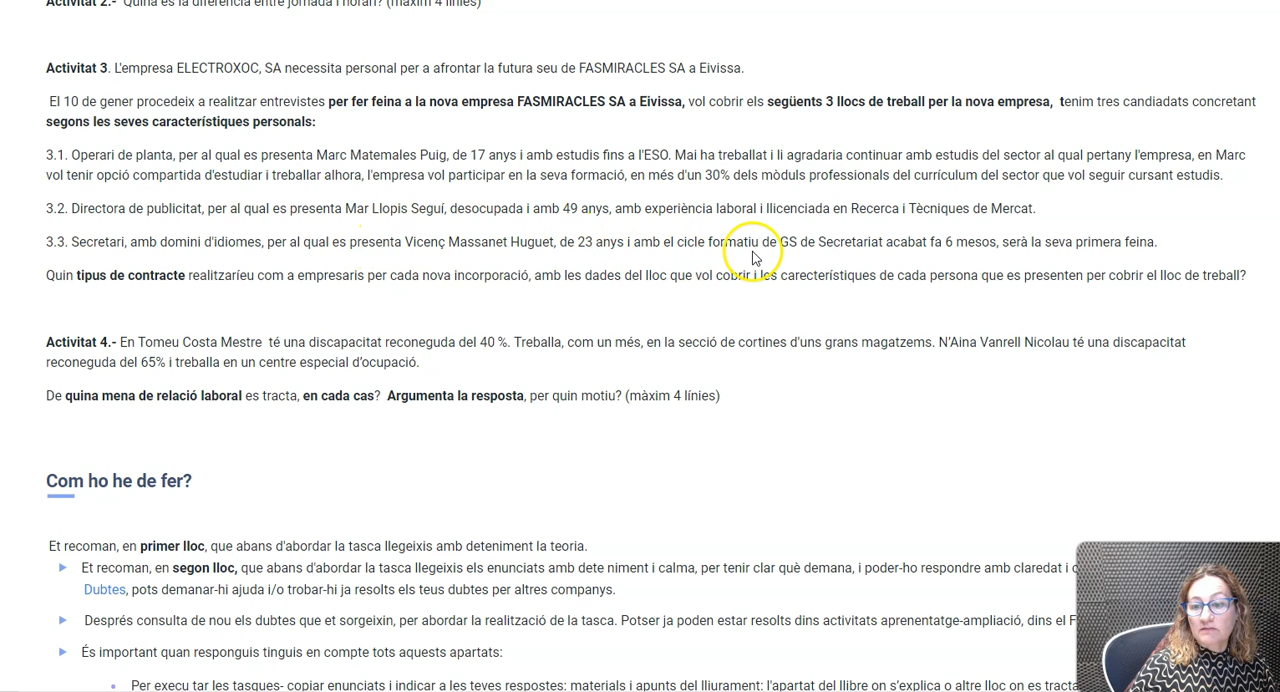 Activitat 2.- Quina és la diferència entre jornada i horari? (màxim 4 línies)
Activitat 3. L'empresa ELECTROXOC, SA necessita personal per a afrontar la futura seu de FASMIRACLES SA a Eivissa.
El 10 de gener procedeix a realitzar entrevistes per fer feina a la nova empresa FASMIRACLES SA a Eivissa, vol cobrir els següents 3 llocs de treball per la nova empresa, tenim tres candiadats concretant
segons les seves característiques personals:
3.1. Operari de planta, per al qual es presenta Marc Matemales Puig, de 17 anys i amb estudis fins a l'ESO. Mai ha treballat i li agradaria continuar amb estudis del sector al qual pertany l'empresa, en Marc
vol tenir opció compartida d'estudiar i treballar alhora, l'empresa vol participar en la seva formació, en més d'un 30% dels mòduls professionals del currículum del sector que vol seguir cursant estudis.
3.2. Directora de publicitat, per al qual es presenta Mar Llopis Seguí, desocupada i amb 49 anys, amb experiència laboral i llicenciada en Recerca i Tècniques de Mercat.
3.3. Secretari, amb domini d'idiomes, per al qual es presenta Vicenç Massanet Huguet, de 23 anys i amb el cicle formatiu de GS de Secretariat acabat fa 6 mesos, serà la seva primera feina.
Quin tipus de contracte realitzaríeu com a empresaris per cada nova incorporació, amb les dades del lloc que vol cobrir i les carecterístiques de cada persona que es presenten per cobrir el lloc de treball?
Activitat 4.- En Tomeu Costa Mestre té una discapacitat reconeguda del 40 %. Treballa, com un més, en la secció de cortines d'uns grans magatzems. N'Aina Vanrell Nicolau té una discapacitat
reconeguda del 65% i treballa en un centre especial d'ocupació.
De quina mena de relació laboral es tracta, en cada cas? Argumenta la resposta, per quin motiu? (màxim 4 línies)
Com ho he de fer?
Et recoman, en primer lloc, que abans d'abordar la tasca llegeixis amb deteniment la teoria.
Et recoman, en segon lloc, que abans d'abordar la tasca llegeixis els enunciats amb dete niment i calma, per tenir clar què demana, i poder-ho respondre amb claredat i
Dubtes, pots demanar-hi ajuda i/o trobar-hi ja resolts els teus dubtes per altres companys.
Després consulta de nou els dubtes que et sorgeixin, per abordar la realització de la tasca. Potser ja poden estar resolts dins activitats aprenentatge-ampliació, dins el F
És important quan responguis tinguis en compte tots aquests apartats:
Per execu tar les tasques- copiar enunciats i indicar a les teves respostes: materials i apunts del lliurament: l'apartat del llibre on s'explica o altre lloc on es tracta